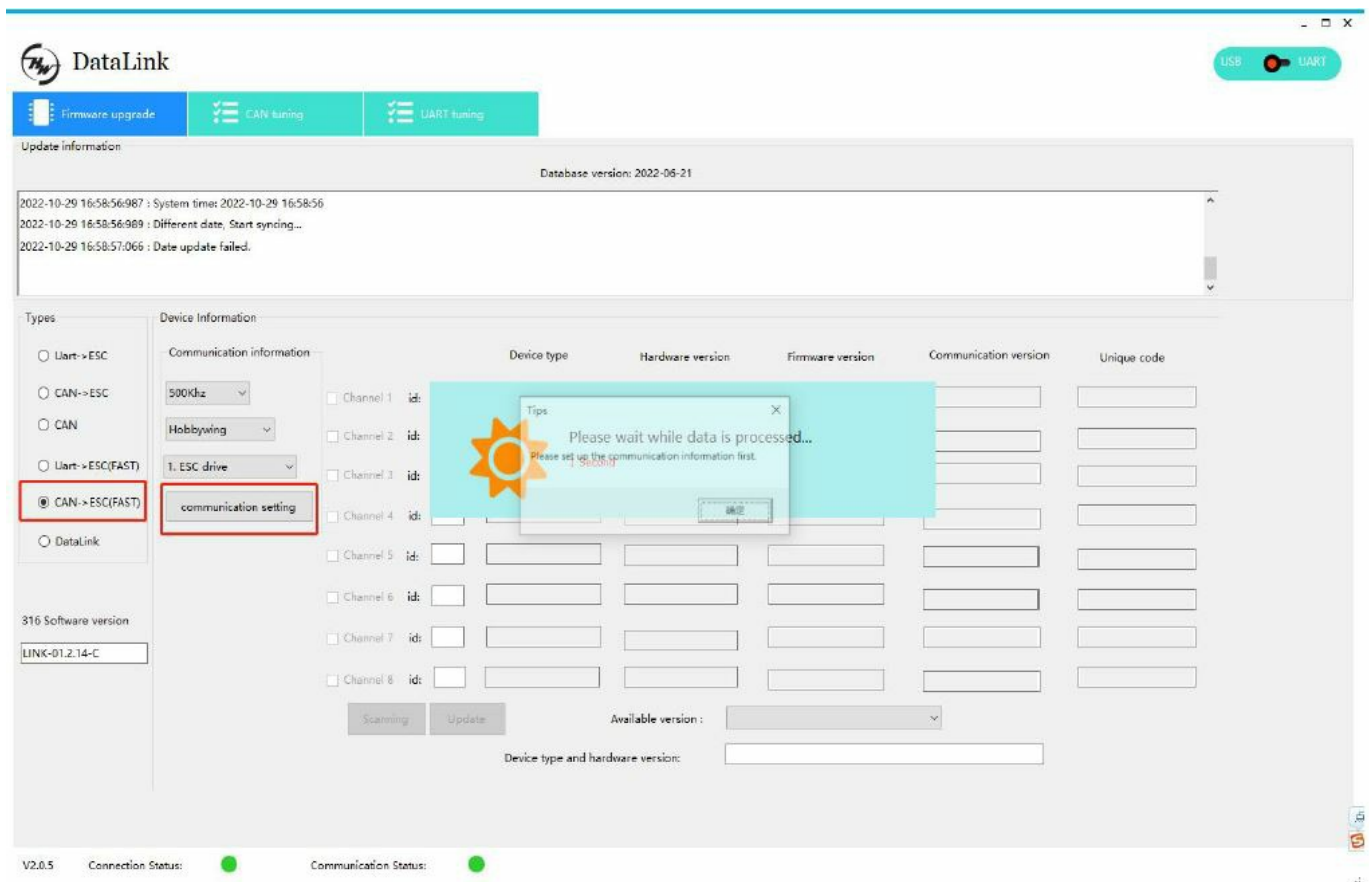 HW DataLink
USB UART
Firmware upgrade CAN tuning UART tuning
Update information
Database version: 2022-06-21
2022-10-29 16:58:56:987 : System time: 2022-10-29 16:58:56
2022-10-29 16:58:56:989 : Different date, Start syncing...
2022-10-29 16:58:57:066 : Date update failed.
Types Device Information
Communication information Device type Hardware version Firmware version Communication version Unique code
Uart->ESC
CAN->ESC 500Khz Channel 1 id:
Tips
CAN Hobbywing Channel 2 id: Please wait while data is processed...
Please set up the communication information first.
1 Second
Uart->ESC(FAST) 1. ESC drive Channel 3 id:
CAN->ESC(FAST) communication setting Channel 4 id: 确定
DataLink Channel 5 id:
Channel 6 id:
316 Software version
Channel 7 id:
LINK-01.2.14-C
Channel 8 id:
Scanning Update Available version :
Device type and hardware version:
V2.0.5 Connection Status: Communication Status: